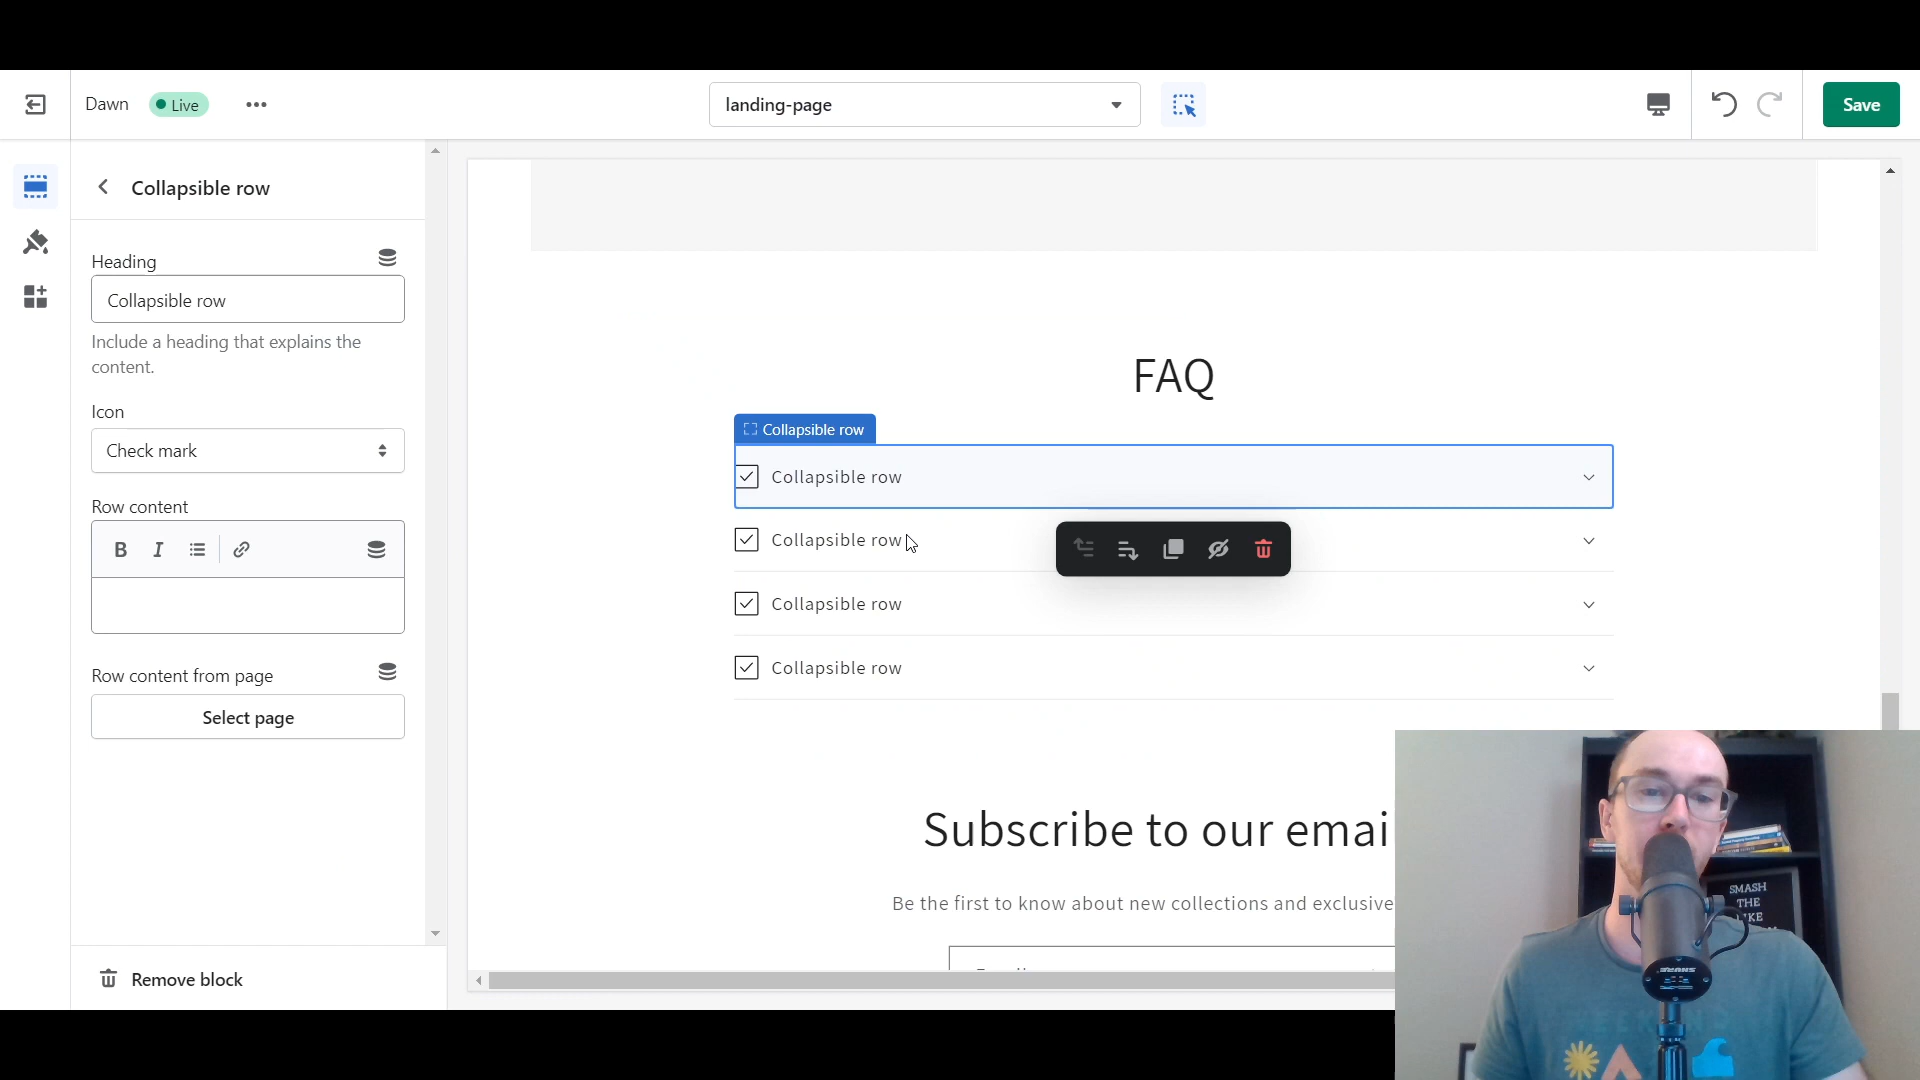 Dawn
Live
landing-page
Save
Collapsible row
Heading
Collapsible row
Include a heading that explains the
content.
Icon
Check mark
Row content
B I
Row content from page
Select page
Remove block
FAQ
Collapsible row
Collapsible row
Collapsible row
Collapsible row
Collapsible row
Subscribe to our emai
Be the first to know about new collections and exclusive
SMASH
THE
SHURE